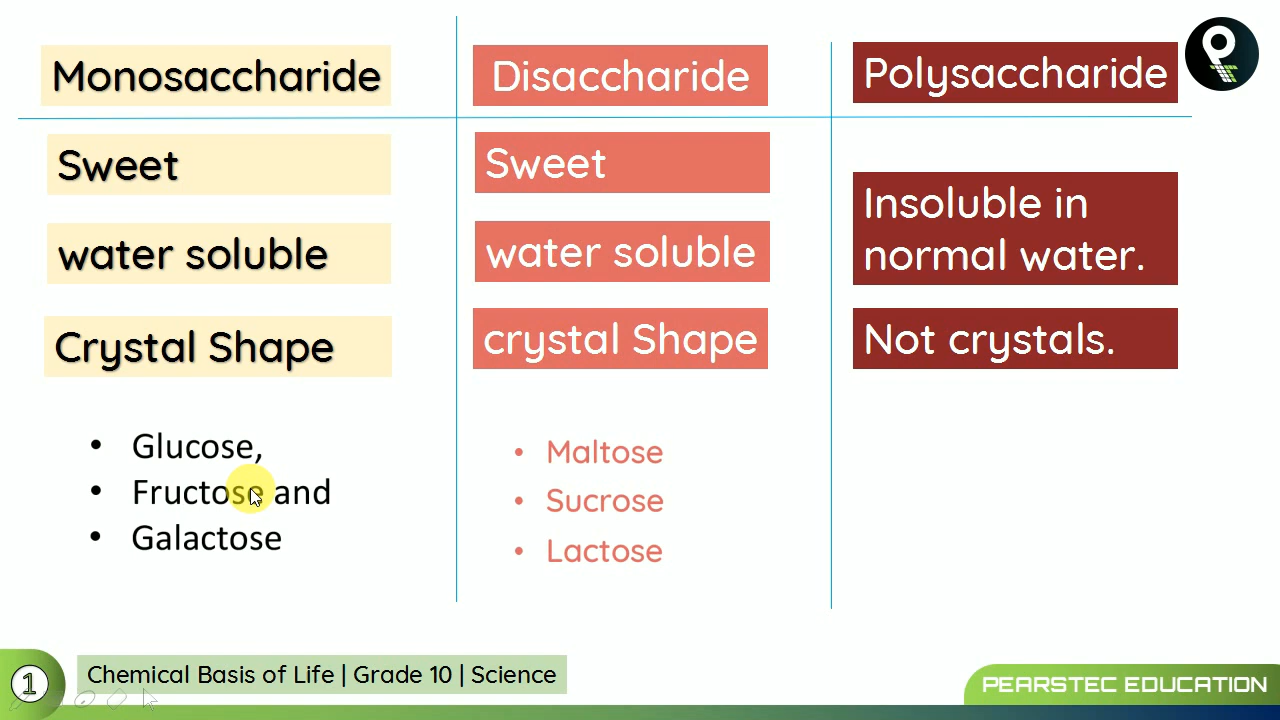 Monosaccharide
Disaccharide
Polysaccharide
Sweet
water soluble
Crystal Shape
• Glucose,
• Fructose and
• Galactose
Sweet
water soluble
crystal Shape
• Maltose
• Sucrose
• Lactose
Insoluble in
normal water.
Not crystals.
1
Chemical Basis of Life | Grade 10 | Science
PEARSTEC EDUCATION